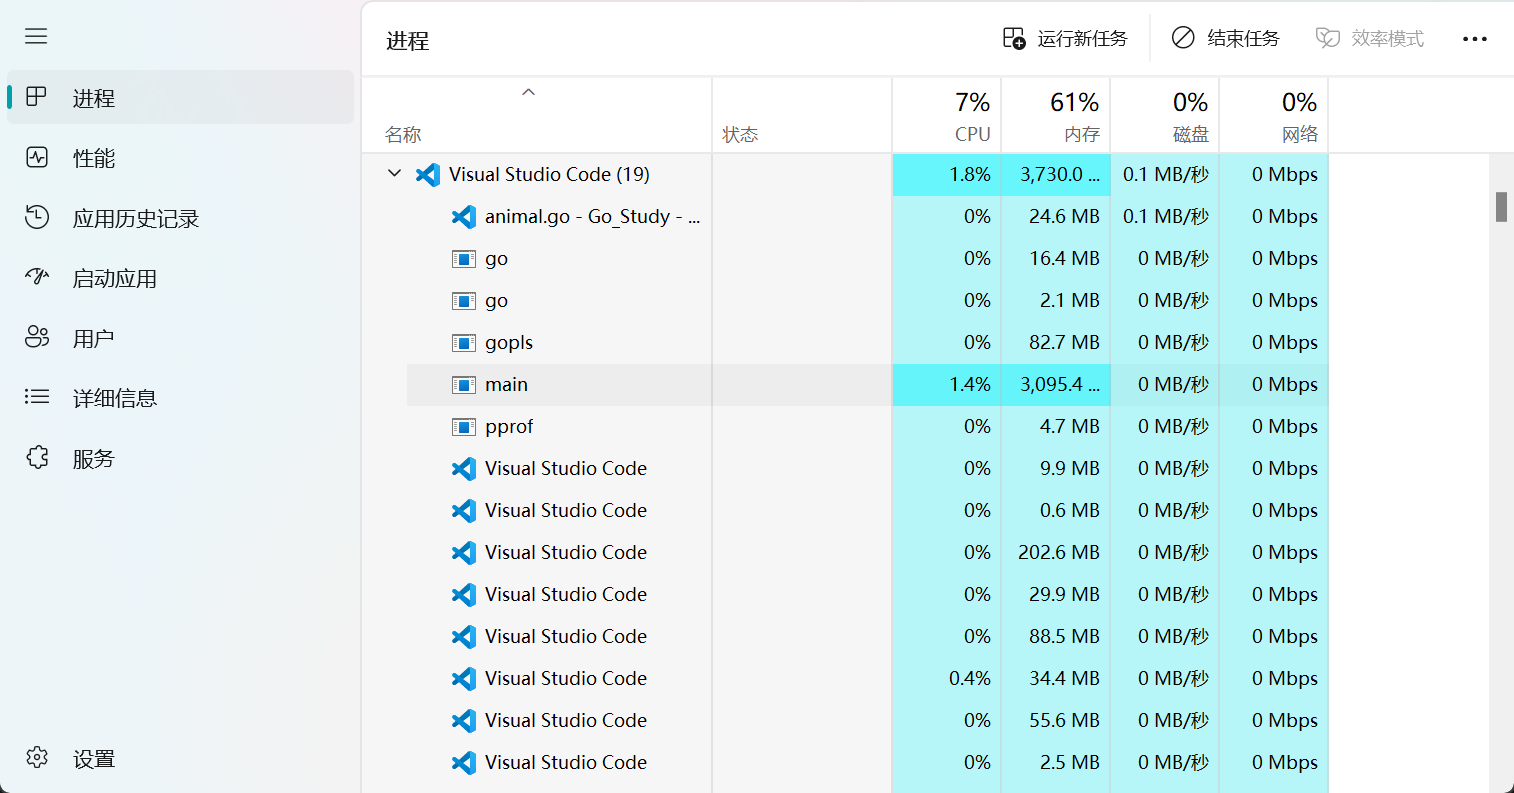 进程
性能
应用历史记录
启动应用
用户
详细信息
服务
设置
进程
运行新任务 结束任务 效率模式 ...
7% 61% 0% 0%
名称 状态 CPU 内存 磁盘 网络
Visual Studio Code (19) 1.8% 3,730.0 ... 0.1 MB/秒 0 Mbps
animal.go - Go_Study - ... 0% 24.6 MB 0.1 MB/秒 0 Mbps
go 0% 16.4 MB 0 MB/秒 0 Mbps
go 0% 2.1 MB 0 MB/秒 0 Mbps
gopls 0% 82.7 MB 0 MB/秒 0 Mbps
main 1.4% 3,095.4 ... 0 MB/秒 0 Mbps
pprof 0% 4.7 MB 0 MB/秒 0 Mbps
Visual Studio Code 0% 9.9 MB 0 MB/秒 0 Mbps
Visual Studio Code 0% 0.6 MB 0 MB/秒 0 Mbps
Visual Studio Code 0% 202.6 MB 0 MB/秒 0 Mbps
Visual Studio Code 0% 29.9 MB 0 MB/秒 0 Mbps
Visual Studio Code 0% 88.5 MB 0 MB/秒 0 Mbps
Visual Studio Code 0.4% 34.4 MB 0 MB/秒 0 Mbps
Visual Studio Code 0% 55.6 MB 0 MB/秒 0 Mbps
Visual Studio Code 0% 2.5 MB 0 MB/秒 0 Mbps